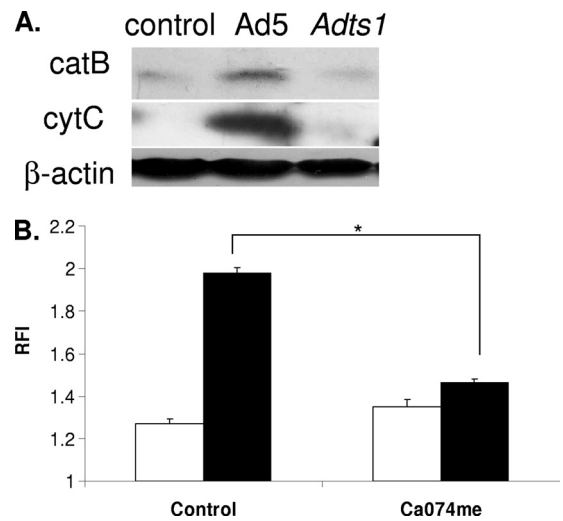 A.
control Ad5 Adts1
catB
cytC
β-actin
B.
2.2
2
1.8
1.6
1.4
1.2
1
RFI
*
Control Ca074me